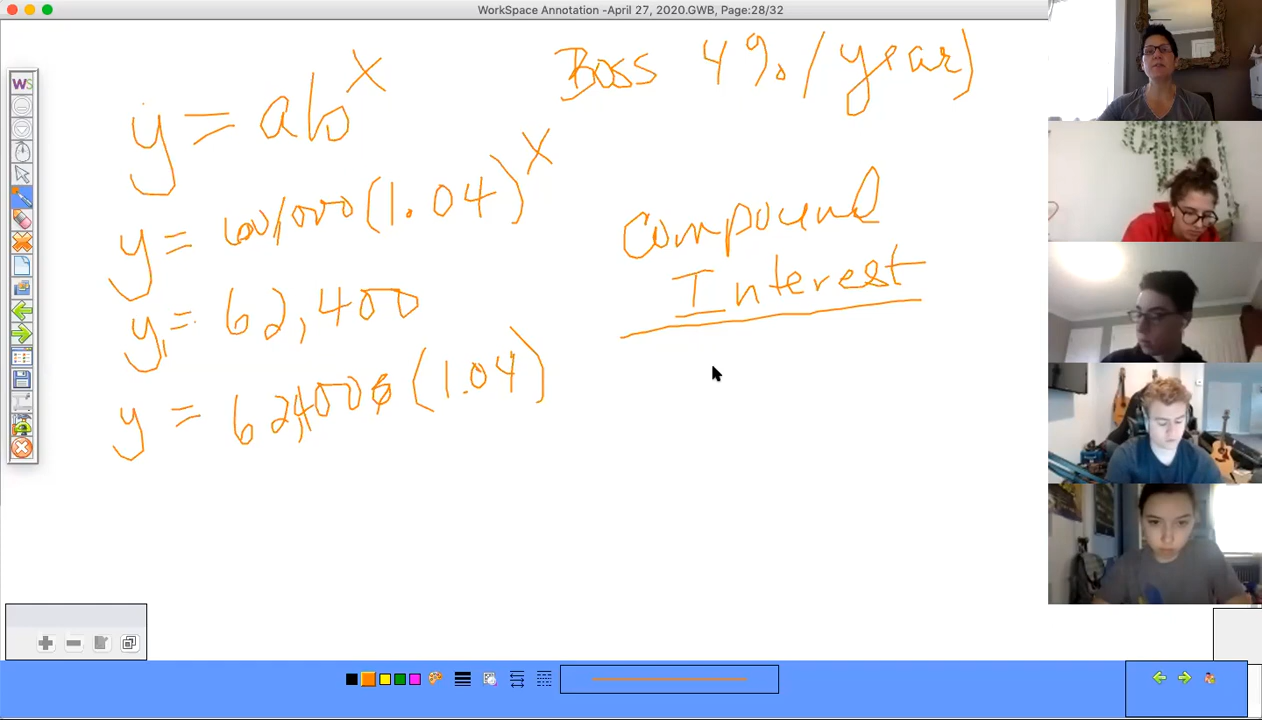 WorkSpace Annotation -April 27, 2020.GWB, Page:28/32
WS
Boss 4%/year)
y = ab^x
y = 60,000(1.04)^x
Compound
Interest
y₁ = 62,400
y = 62,400 (1.04)